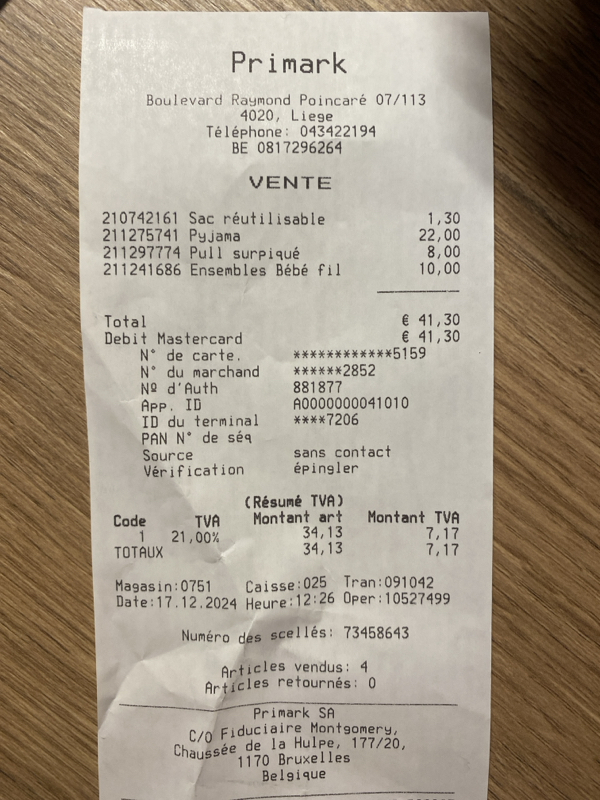 Primark
Boulevard Raymond Poincaré 07/113
4020, Liege
Téléphone: 043422194
BE 0817296264
VENTE
210742161 Sac réutilisable 1,30
211275741 Pyjama 22,00
211297774 Pull surpiqué 8,00
211241686 Ensembles Bébé fil 10,00
Total € 41,30
Debit Mastercard € 41,30
N° de carte. ************5159
N° du marchand ******2852
Nº d'Auth 881877
App. ID A0000000041010
ID du terminal ****7206
PAN N° de séq
Source sans contact
Vérification épingler
(Résumé TVA)
Code TVA Montant art Montant TVA
1 21,00% 34,13 7,17
TOTAUX 34,13 7,17
Magasin:0751 Caisse:025 Tran:091042
Date:17.12.2024 Heure:12:26 Oper:10527499
Numéro des scellés: 73458643
Articles vendus: 4
Articles retournés: 0
Primark SA
C/O Fiduciaire Montgomery,
Chaussée de la Hulpe, 177/20,
1170 Bruxelles
Belgique